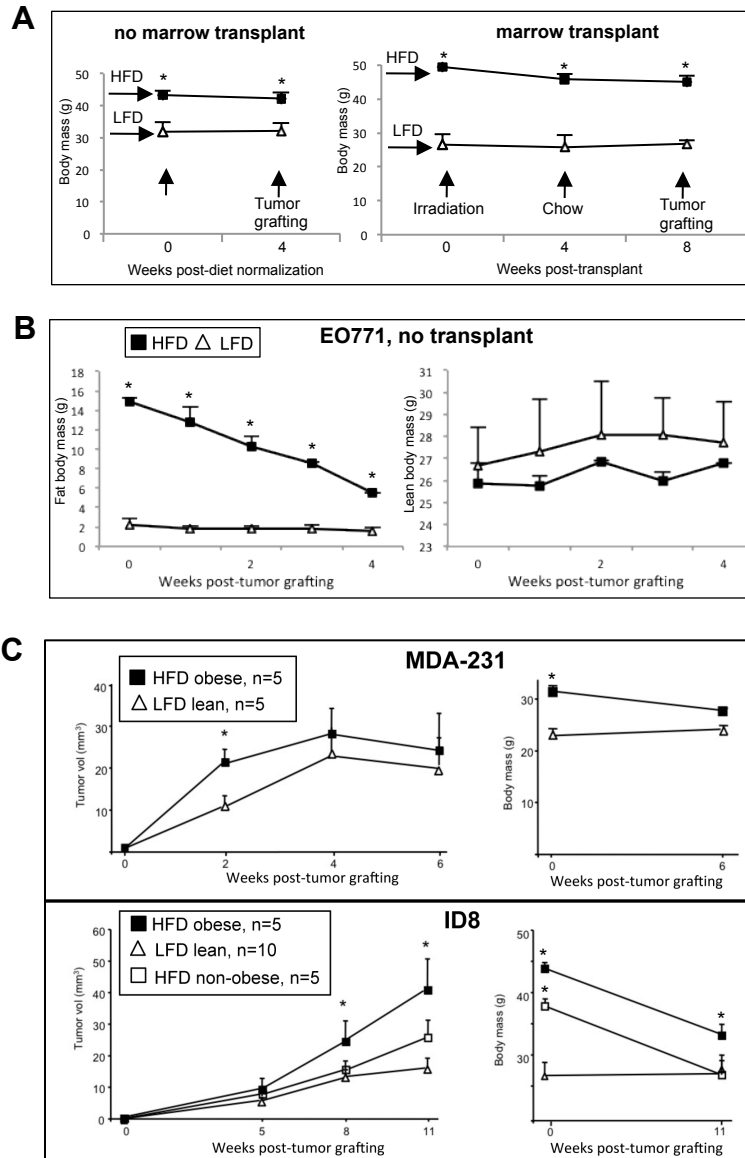 A
no marrow transplant
marrow transplant
50
40
30
20
10
0
Body mass (g)
HFD
LFD
*
*
Tumor
grafting
0
4
Weeks post-diet normalization
50
40
30
20
10
0
Body mass (g)
HFD
LFD
*
*
*
Irradiation
Chow
Tumor
grafting
0
4
8
Weeks post-transplant
B
EO771, no transplant
HFD LFD
18
16
14
12
10
8
6
4
2
0
Fat body mass (g)
*
*
*
*
*
0
2
4
Weeks post-tumor grafting
31
30
29
28
27
26
25
24
23
Lean body mass (g)
0
2
4
Weeks post-tumor grafting
C
MDA-231
HFD obese, n=5
LFD lean, n=5
40
30
20
10
Tumor vol (mm³)
*
0
2
4
6
Weeks post-tumor grafting
30
20
10
Body mass (g)
*
0
6
Weeks post-tumor grafting
ID8
HFD obese, n=5
LFD lean, n=10
HFD non-obese, n=5
60
50
40
30
20
10
0
Tumor vol (mm³)
*
*
0
5
8
11
Weeks post-tumor grafting
50
40
30
Body mass (g)
*
*
*
0
11
Weeks post-tumor grafting